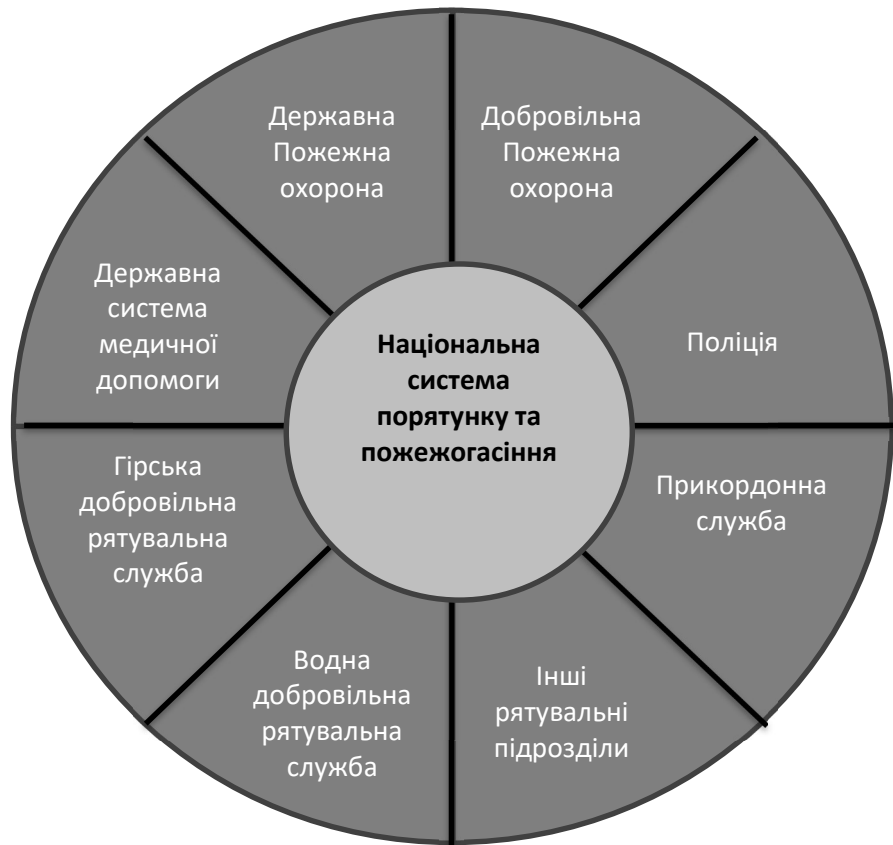 Державна
Пожежна
охорона
Добровільна
Пожежна
охорона
Державна
система
медичної
допомоги
Національна
система
порятунку та
пожежогасіння
Поліція
Гірська
добровільна
рятувальна
служба
Прикордонна
служба
Водна
добровільна
рятувальна
служба
Інші
рятувальні
підрозділи